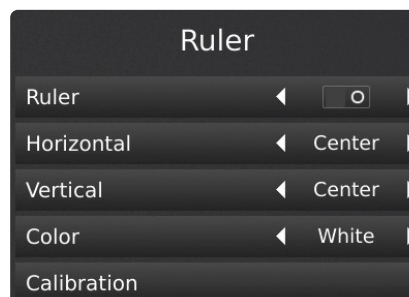 Ruler
Ruler O
Horizontal Center
Vertical Center
Color White
Calibration